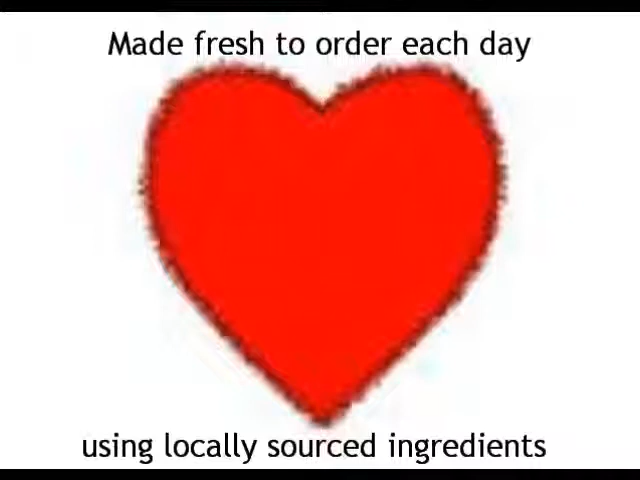 Made fresh to order each day
using locally sourced ingredients